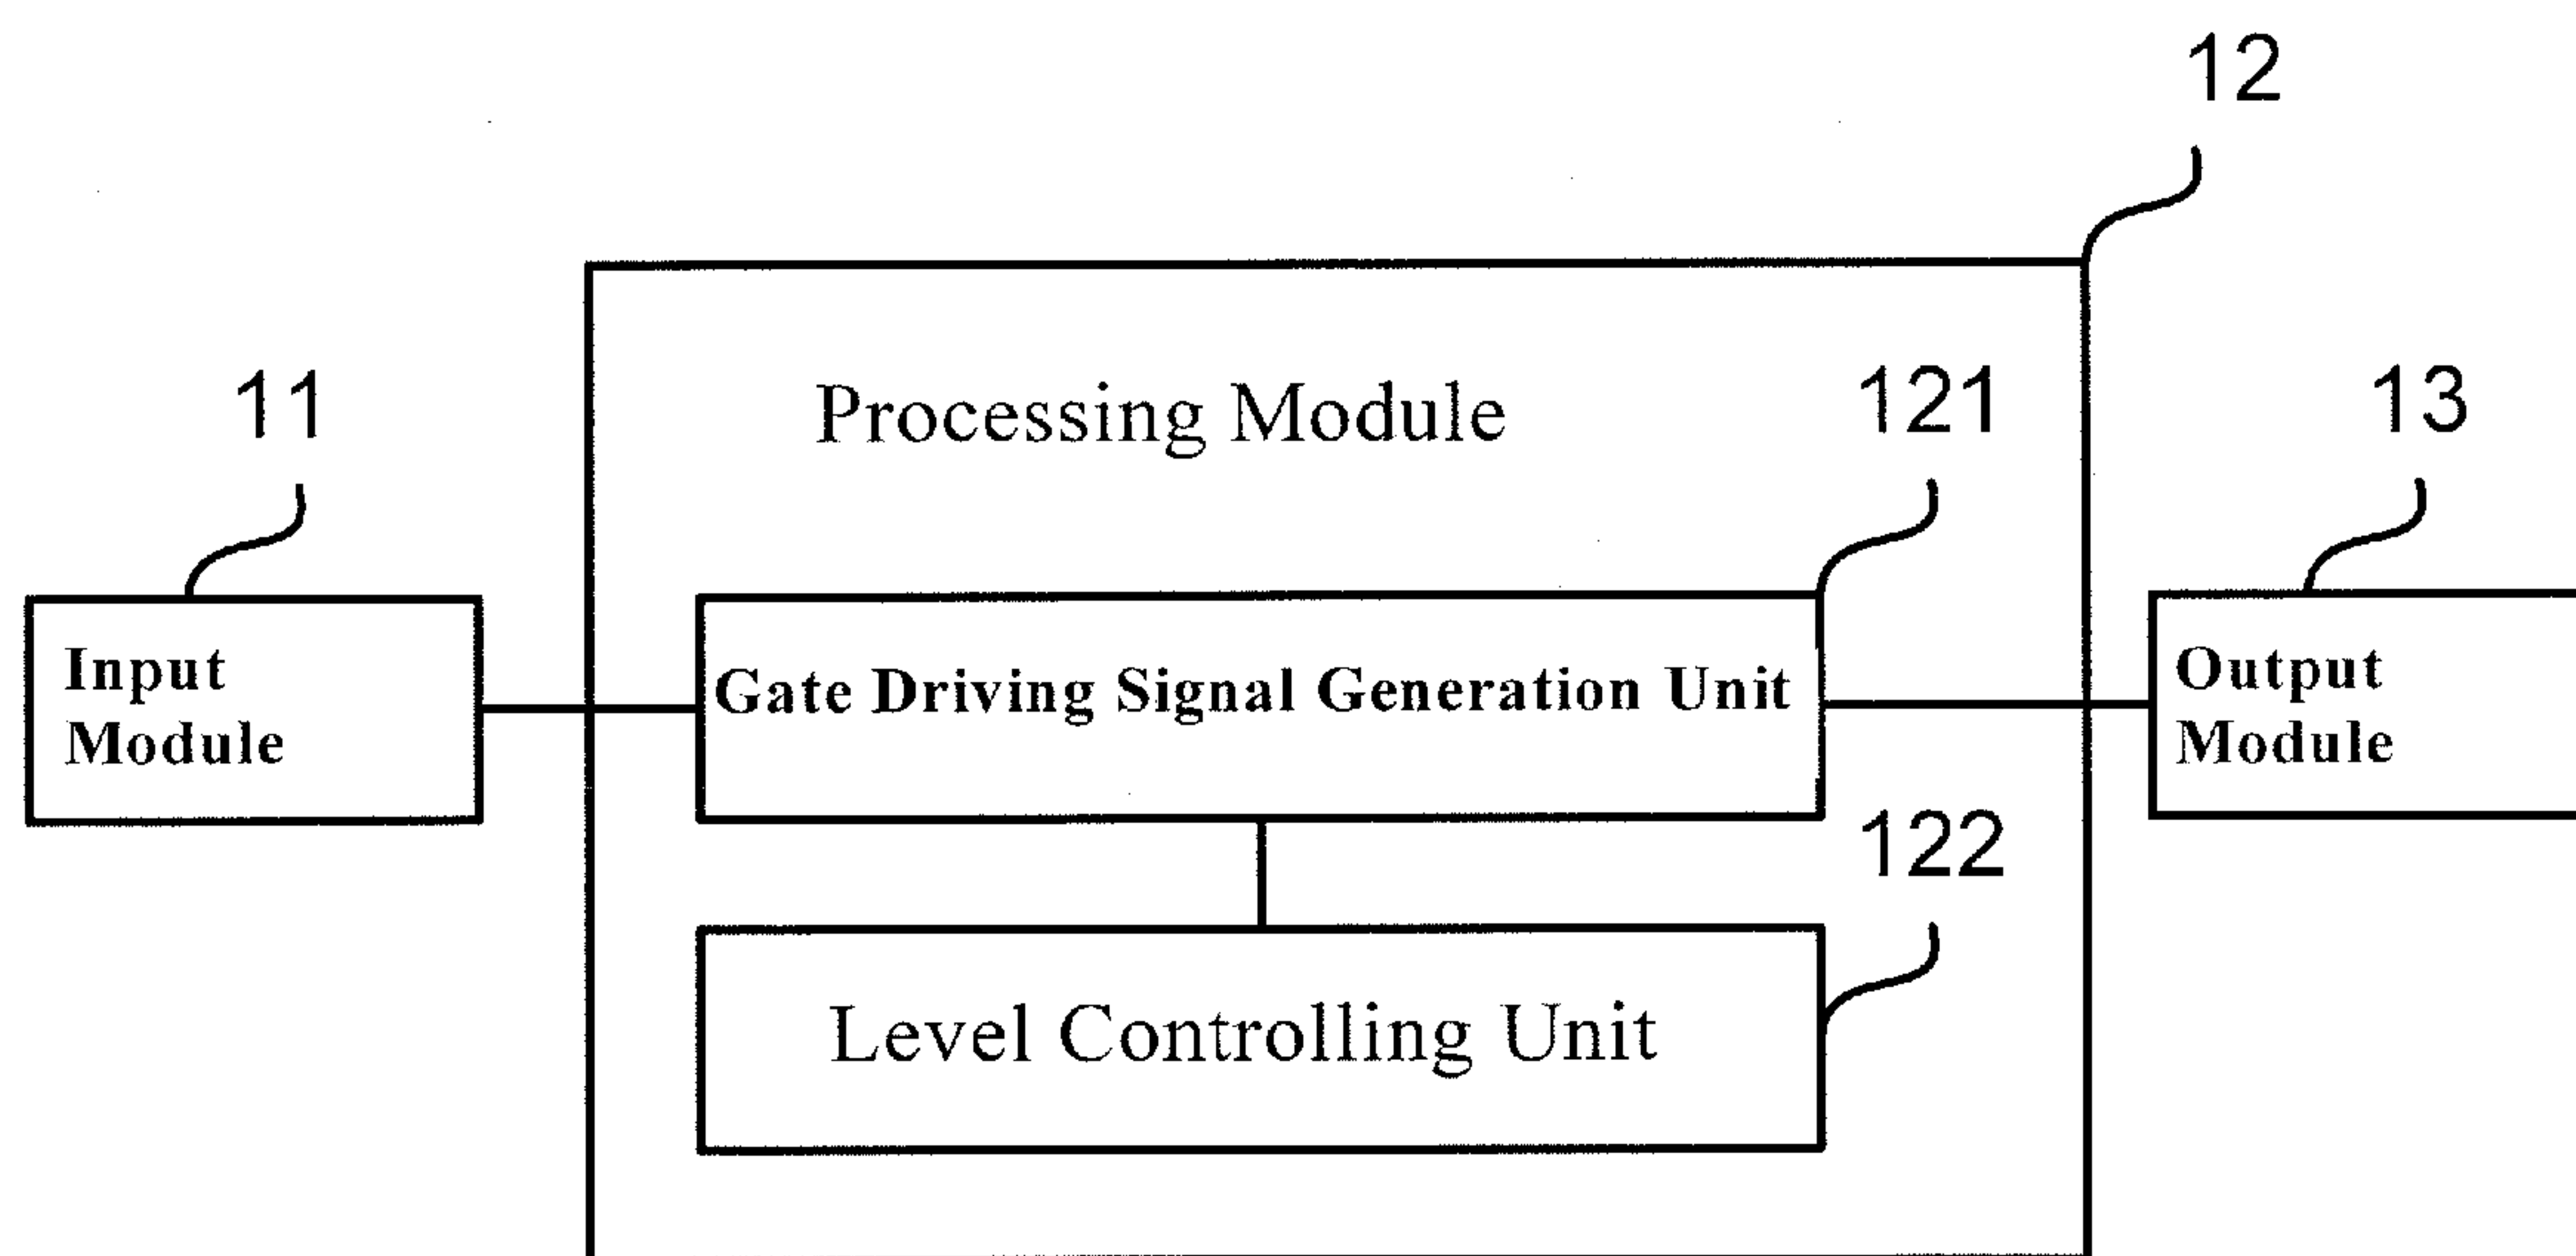 12
Processing Module
11
121
13
Input
Module
Gate Driving Signal Generation Unit
Output
Module
122
Level Controlling Unit